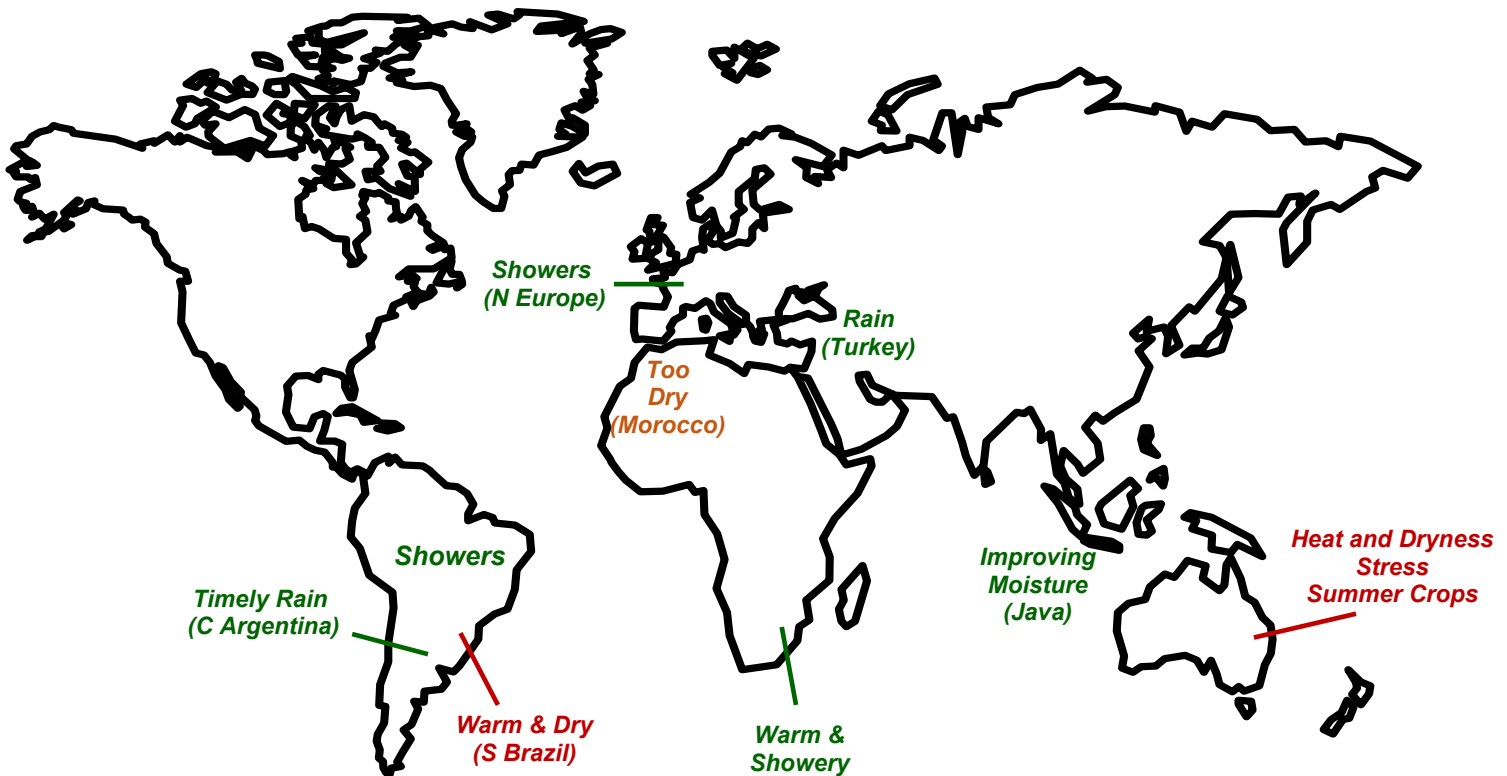 Showers
(N Europe)
Rain
(Turkey)
Too
Dry
(Morocco)
Showers
Timely Rain
(C Argentina)
Warm & Dry
(S Brazil)
Warm &
Showery
Improving
Moisture
(Java)
Heat and Dryness
Stress
Summer Crops